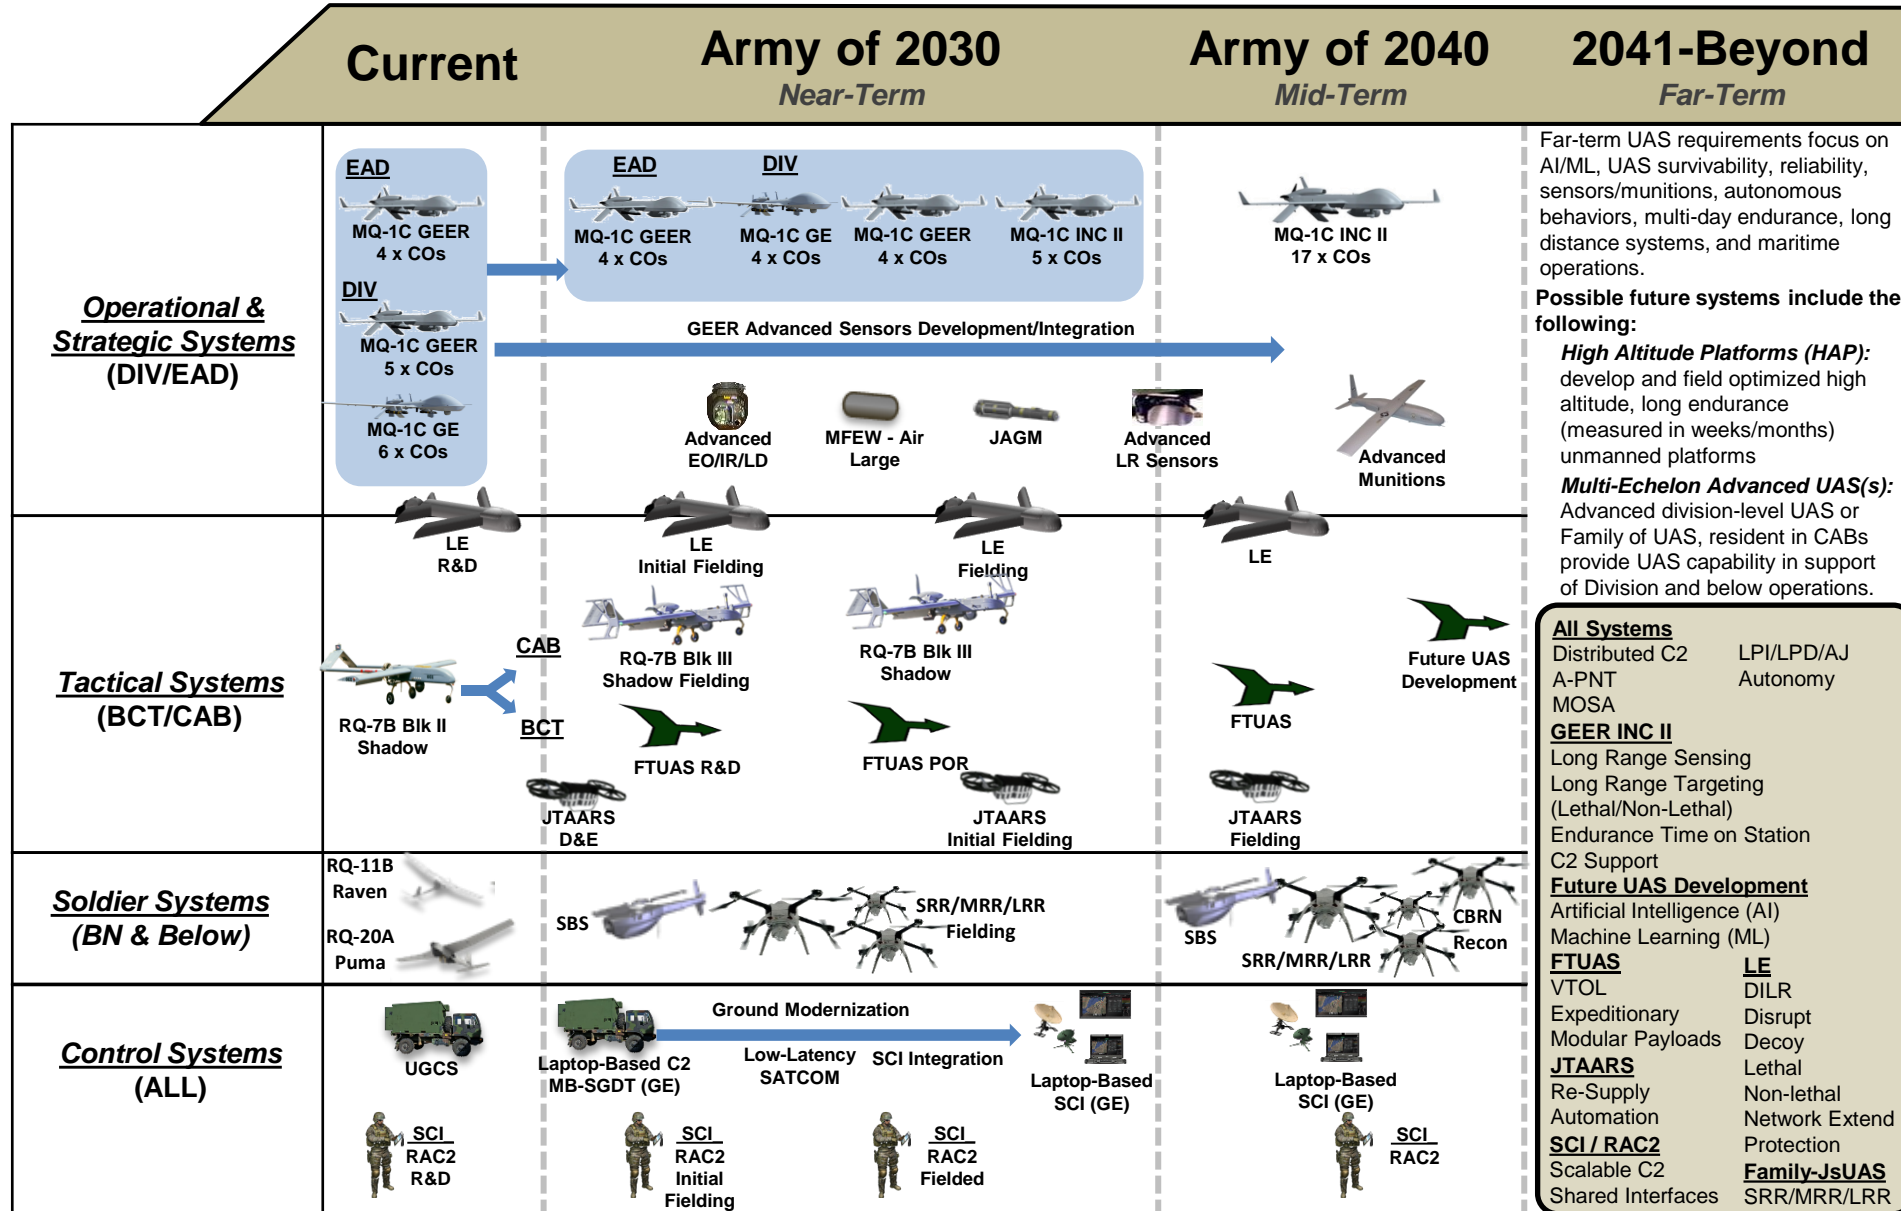 Current
Army of 2030
Near-Term
Army of 2040
Mid-Term
2041-Beyond
Far-Term
Operational &
Strategic Systems
(DIV/EAD)
EAD
MQ-1C GEER
4 x COs
DIV
MQ-1C GEER
5 x COs
MQ-1C GE
6 x COs
EAD
MQ-1C GEER
4 x COs
DIV
MQ-1C GE
4 x COs
MQ-1C GEER
4 x COs
MQ-1C INC II
5 x COs
MQ-1C INC II
17 x COs
GEER Advanced Sensors Development/Integration
Advanced
EO/IR/LD
MFEW - Air
Large
JAGM
Advanced
LR Sensors
Advanced
Munitions
LE
R&D
LE
Initial Fielding
LE
Fielding
LE
Tactical Systems
(BCT/CAB)
RQ-7B Blk II
Shadow
CAB
BCT
RQ-7B Blk III
Shadow Fielding
RQ-7B Blk III
Shadow
FTUAS R&D
FTUAS POR
FTUAS
Future UAS
Development
JTAARS
D&E
JTAARS
Initial Fielding
JTAARS
Fielding
Soldier Systems
(BN & Below)
RQ-11B
Raven
RQ-20A
Puma
SBS
SRR/MRR/LRR
Fielding
SBS
SRR/MRR/LRR
CBRN
Recon
Control Systems
(ALL)
UGCS
Laptop-Based C2
MB-SGDT (GE)
Ground Modernization
Low-Latency
SATCOM
SCI Integration
Laptop-Based
SCI (GE)
Laptop-Based
SCI (GE)
SCI
RAC2
R&D
SCI
RAC2
Initial
Fielding
SCI
RAC2
Fielded
SCI
RAC2
Far-term UAS requirements focus on
AI/ML, UAS survivability, reliability,
sensors/munitions, autonomous
behaviors, multi-day endurance, long
distance systems, and maritime
operations.
Possible future systems include the
following:
High Altitude Platforms (HAP):
develop and field optimized high
altitude, long endurance
(measured in weeks/months)
unmanned platforms
Multi-Echelon Advanced UAS(s):
Advanced division-level UAS or
Family of UAS, resident in CABs
provide UAS capability in support
of Division and below operations.
All Systems
Distributed C2 LPI/LPD/AJ
A-PNT Autonomy
MOSA
GEER INC II
Long Range Sensing
Long Range Targeting
(Lethal/Non-Lethal)
Endurance Time on Station
C2 Support
Future UAS Development
Artificial Intelligence (AI)
Machine Learning (ML)
FTUAS
VTOL
Expeditionary
Modular Payloads
JTAARS
Re-Supply
Automation
SCI / RAC2
Scalable C2
Shared Interfaces
LE
DILR
Disrupt
Decoy
Lethal
Non-lethal
Network Extend
Protection
Family-JsUAS
SRR/MRR/LRR